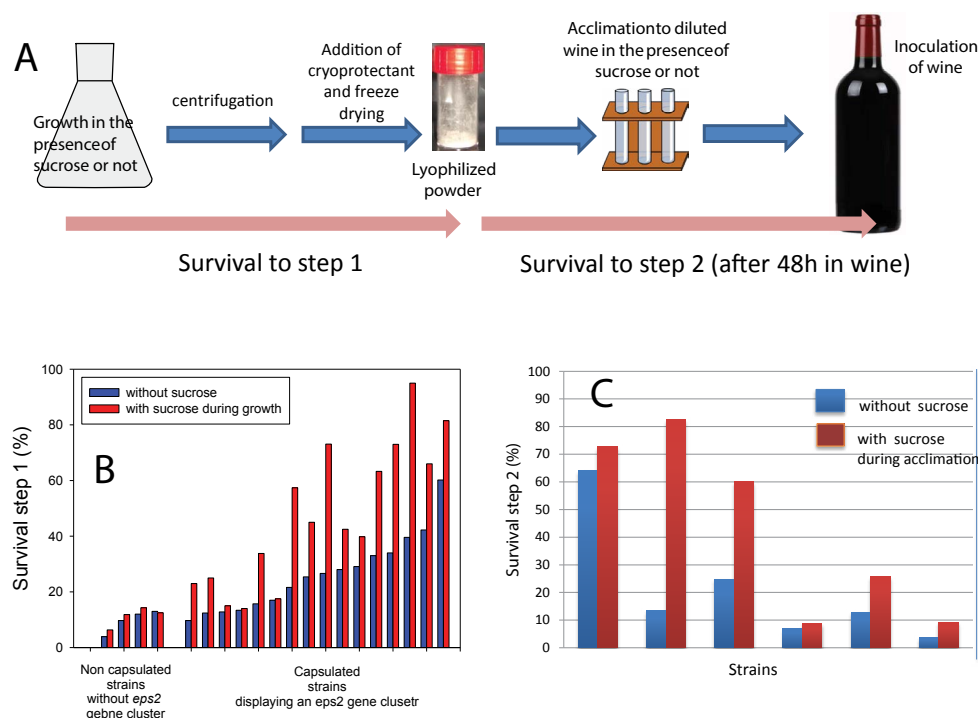 A
Growth in the
presence of
sucrose or not
centrifugation
Addition of
cryoprotectant
and freeze
drying
Lyophilized
powder
Acclimationto diluted
wine in the presence of
sucrose or not
Inoculation
of wine
Survival to step 1
Survival to step 2 (after 48h in wine)
B
without sucrose
with sucrose during growth
Survival step 1 (%)
100
80
60
40
20
0
Non capsulated
strains
without eps2
gebne cluster
Capsulated
strains
displaying an eps2 gene clusetr
C
without sucrose
with sucrose
during acclimation
Survival step 2 (%)
100
90
80
70
60
50
40
30
20
10
0
Strains